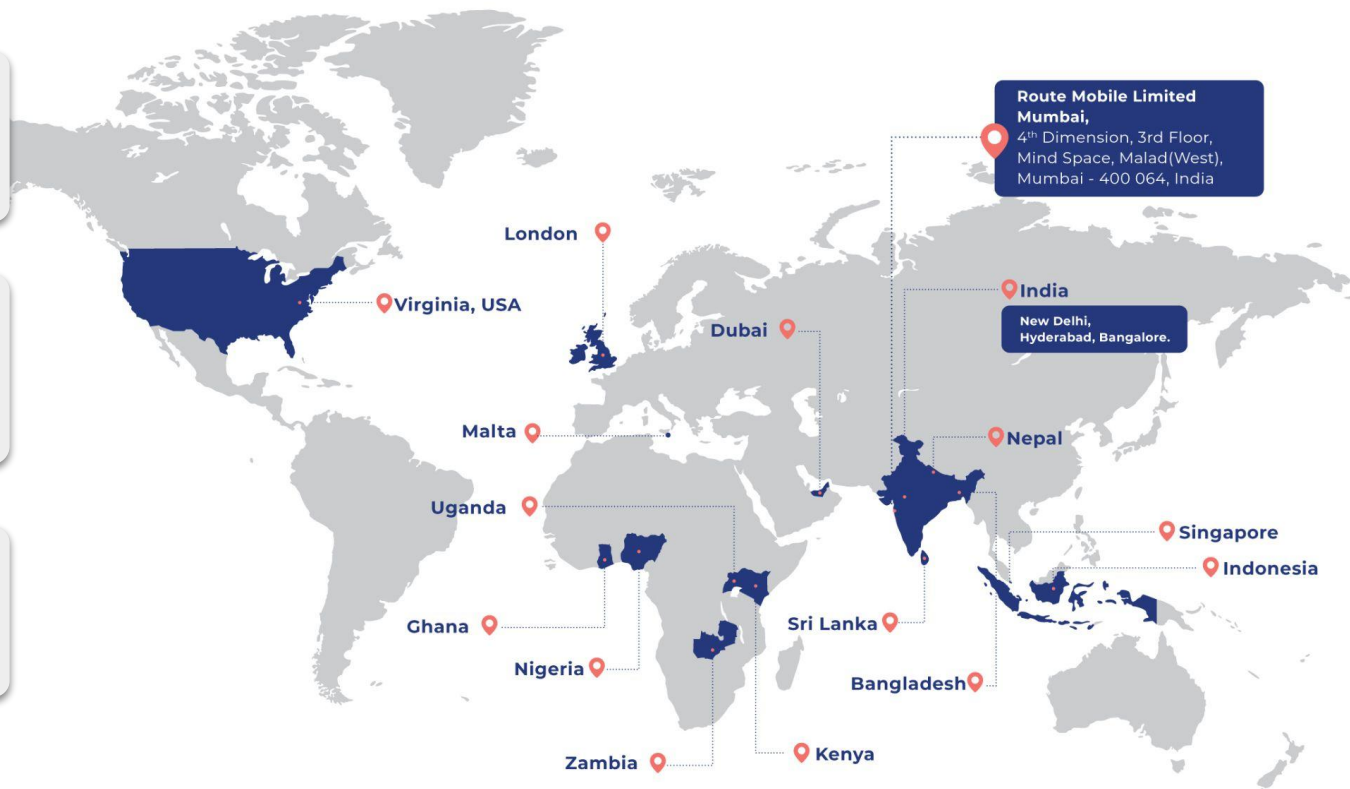 Route Mobile Limited
Mumbai,
4th Dimension, 3rd Floor,
Mind Space, Malad(West),
Mumbai - 400 064, India
London
India
Virginia, USA
New Delhi,
Hyderabad, Bangalore.
Dubai
Malta
Nepal
Uganda
Singapore
Indonesia
Ghana
Sri Lanka
Nigeria
Bangladesh
Kenya
Zambia